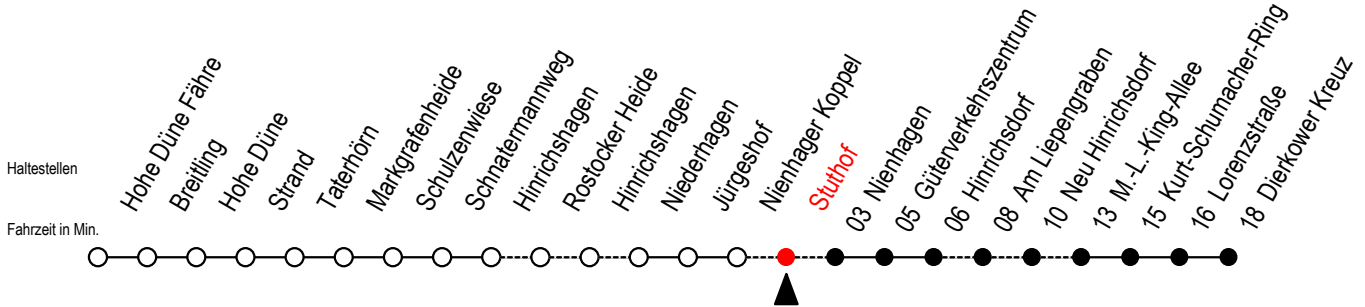 Haltestellen
Fahrzeit in Min.
Hohe Düne Fähre
Breitling
Hohe Düne
Strand
Taterhörn
Markgrafenheide
Schulzenwiese
Schnatermannweg
Hinrichshagen
Rostocker Heide
Hinrichshagen
Niederhagen
Jürgeshof
Nienhager Koppel
Stuthof
03 Nienhagen
05 Güterverkehrszentrum
06 Hinrichsdorf
08 Am Liepengraben
10 Neu Hinrichsdorf
13 M.-L.-King-Allee
15 Kurt-Schumacher-Ring
16 Lorenzstraße
18 Dierkower Kreuz